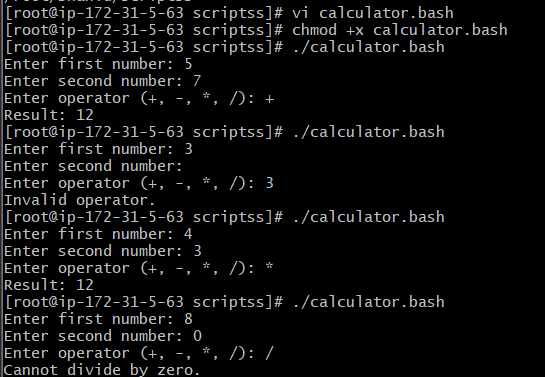 [root@ip-172-31-5-63 scriptss]# vi calculator.bash
[root@ip-172-31-5-63 scriptss]# chmod +x calculator.bash
[root@ip-172-31-5-63 scriptss]# ./calculator.bash
Enter first number: 5
Enter second number: 7
Enter operator (+, -, *, /): +
Result: 12
[root@ip-172-31-5-63 scriptss]# ./calculator.bash
Enter first number: 3
Enter second number:
Enter operator (+, -, *, /): 3
Invalid operator.
[root@ip-172-31-5-63 scriptss]# ./calculator.bash
Enter first number: 4
Enter second number: 3
Enter operator (+, -, *, /): *
Result: 12
[root@ip-172-31-5-63 scriptss]# ./calculator.bash
Enter first number: 8
Enter second number: 0
Enter operator (+, -, *, /): /
Cannot divide by zero.